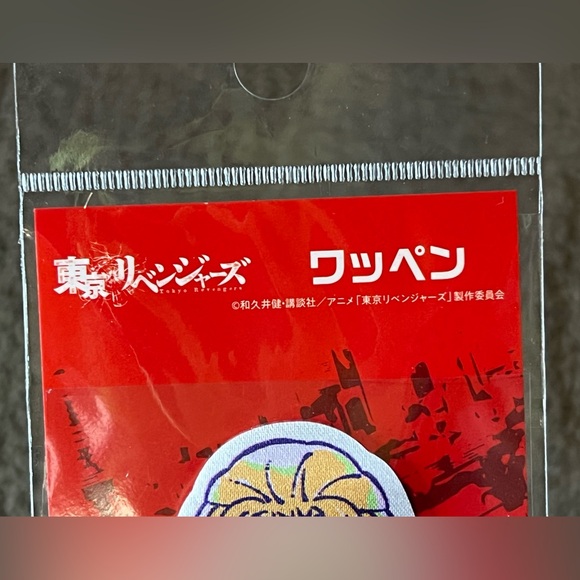 東京リベンジャーズ
Tokyo Revengers
ワッペン
©和久井健・講談社／アニメ「東京リベンジャーズ」製作委員会